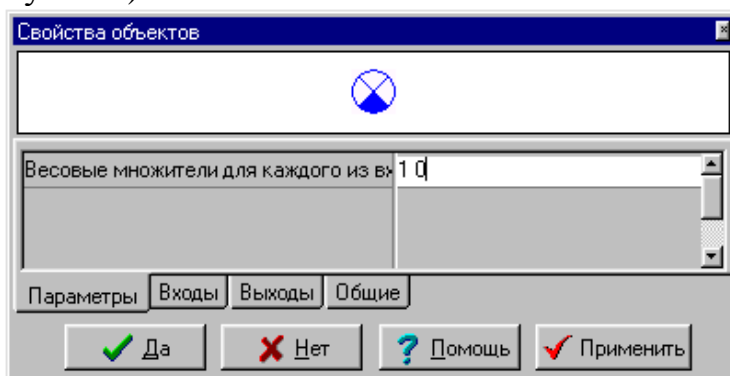 Свойства объектов
Весовые множители для каждого из вх 1 0
Параметры Входы Выходы Общие
Да Нет ? Помощь Применить